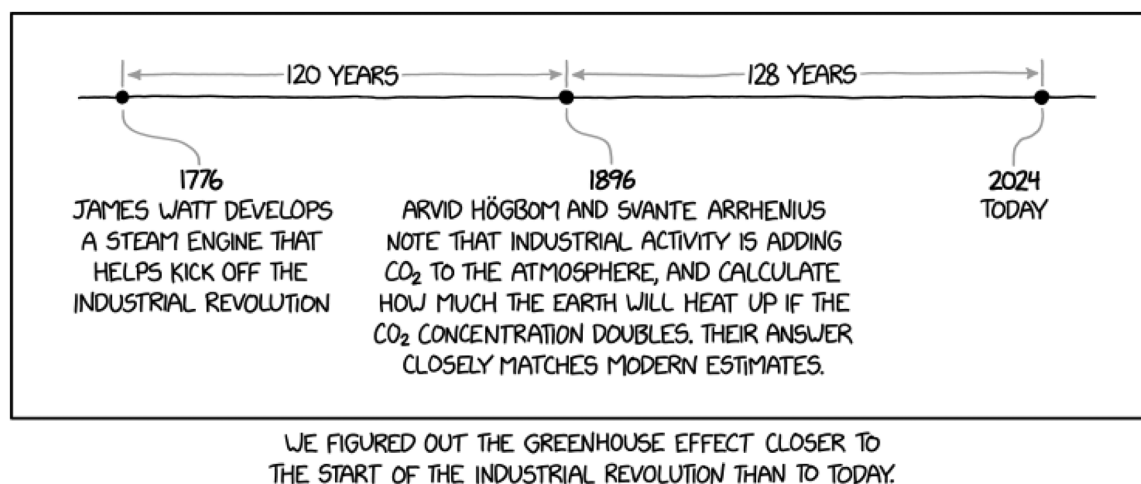 120 YEARS
128 YEARS
1776
JAMES WATT DEVELOPS
A STEAM ENGINE THAT
HELPS KICK OFF THE
INDUSTRIAL REVOLUTION
1896
ARVID HÖGBOM AND SVANTE ARRHENIUS
NOTE THAT INDUSTRIAL ACTIVITY IS ADDING
CO₂ TO THE ATMOSPHERE, AND CALCULATE
HOW MUCH THE EARTH WILL HEAT UP IF THE
CO₂ CONCENTRATION DOUBLES. THEIR ANSWER
CLOSELY MATCHES MODERN ESTIMATES.
2024
TODAY
WE FIGURED OUT THE GREENHOUSE EFFECT CLOSER TO
THE START OF THE INDUSTRIAL REVOLUTION THAN TO TODAY.